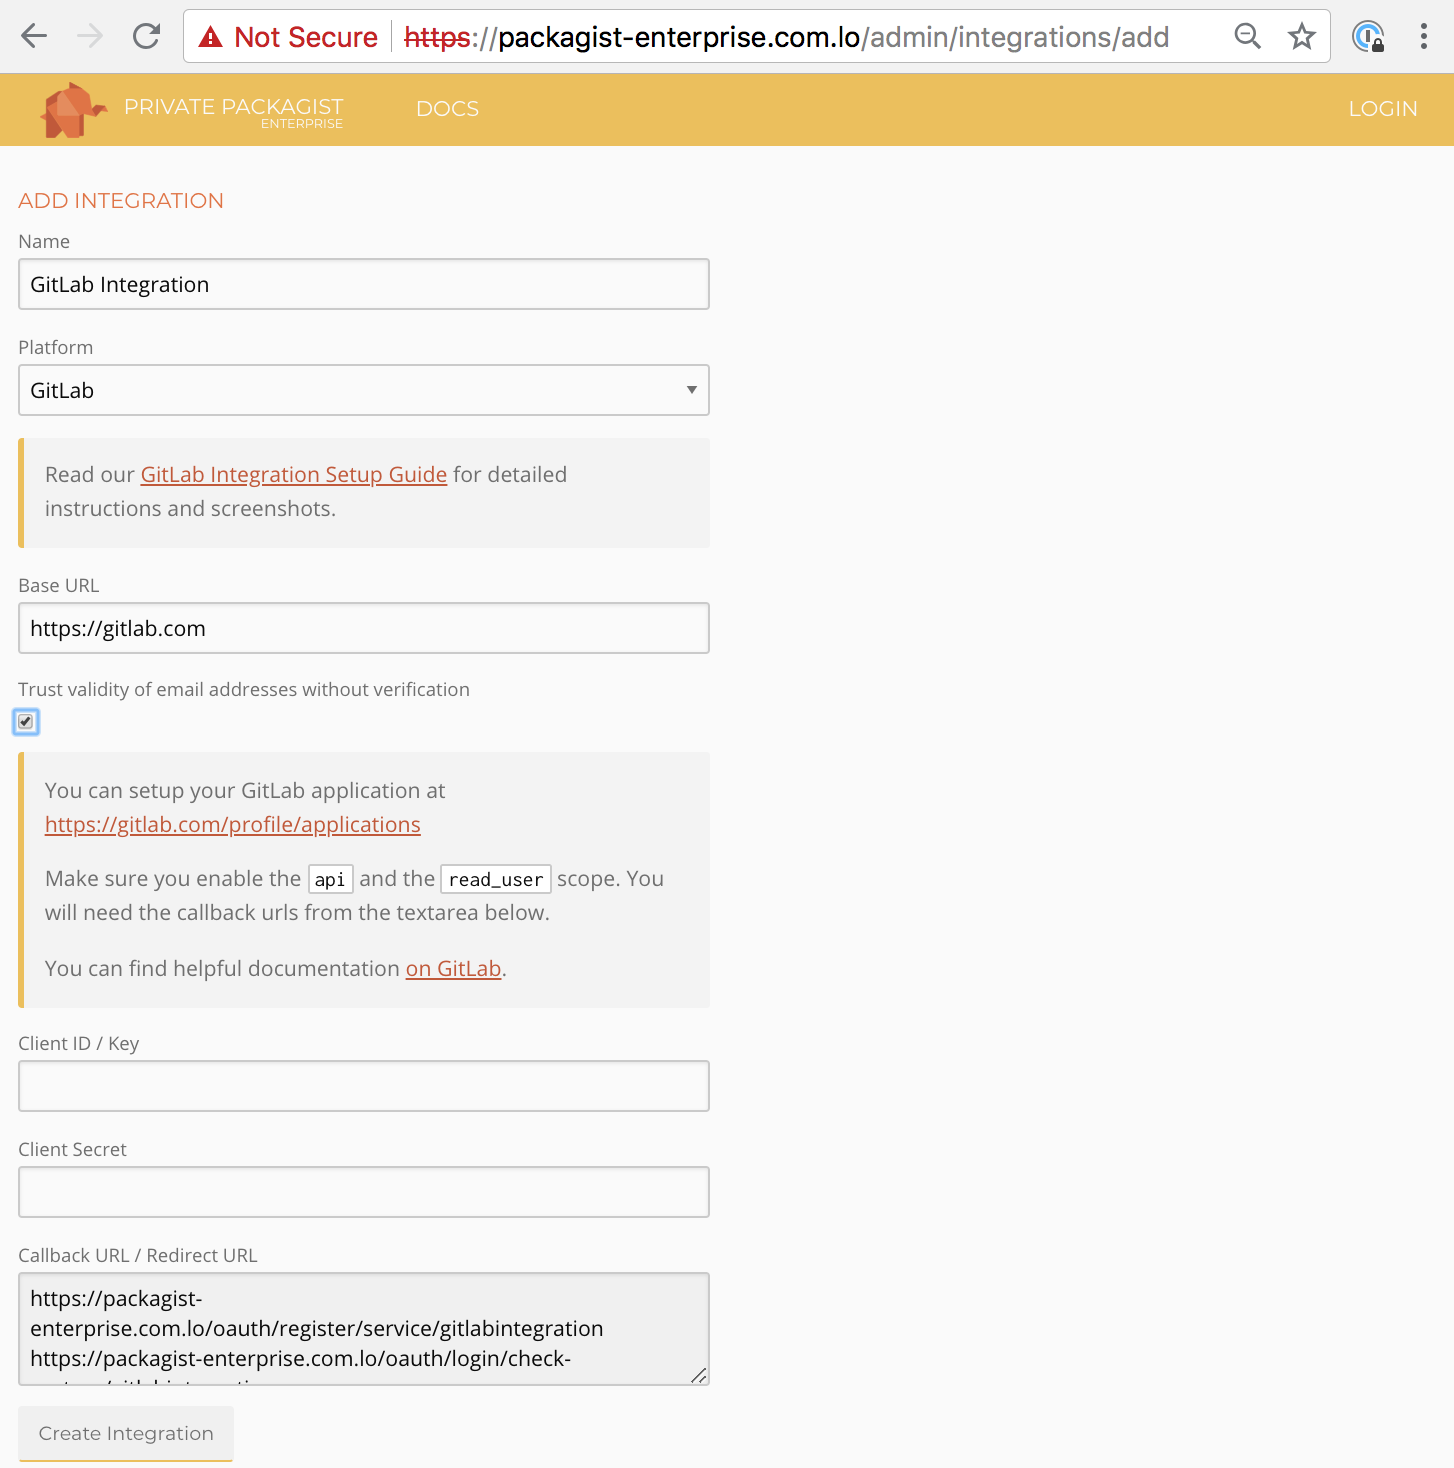 Not Secure https://packagist-enterprise.com.lo/admin/integrations/add
PRIVATE PACKAGIST
ENTERPRISE
DOCS
LOGIN
ADD INTEGRATION
Name
GitLab Integration
Platform
GitLab
Read our GitLab Integration Setup Guide for detailed
instructions and screenshots.
Base URL
https://gitlab.com
Trust validity of email addresses without verification
You can setup your GitLab application at
https://gitlab.com/profile/applications
Make sure you enable the api and the read_user scope. You
will need the callback urls from the textarea below.
You can find helpful documentation on GitLab.
Client ID / Key
Client Secret
Callback URL / Redirect URL
https://packagist-
enterprise.com.lo/oauth/register/service/gitlabintegration
https://packagist-enterprise.com.lo/oauth/login/check-
Create Integration